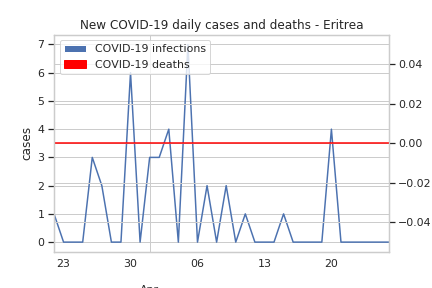 New COVID-19 daily cases and deaths - Eritrea
COVID-19 infections
COVID-19 deaths
cases
7
6
5
4
3
2
1
0
0.04
0.02
0.00
−0.02
−0.04
23 30 06 13 20
Apr